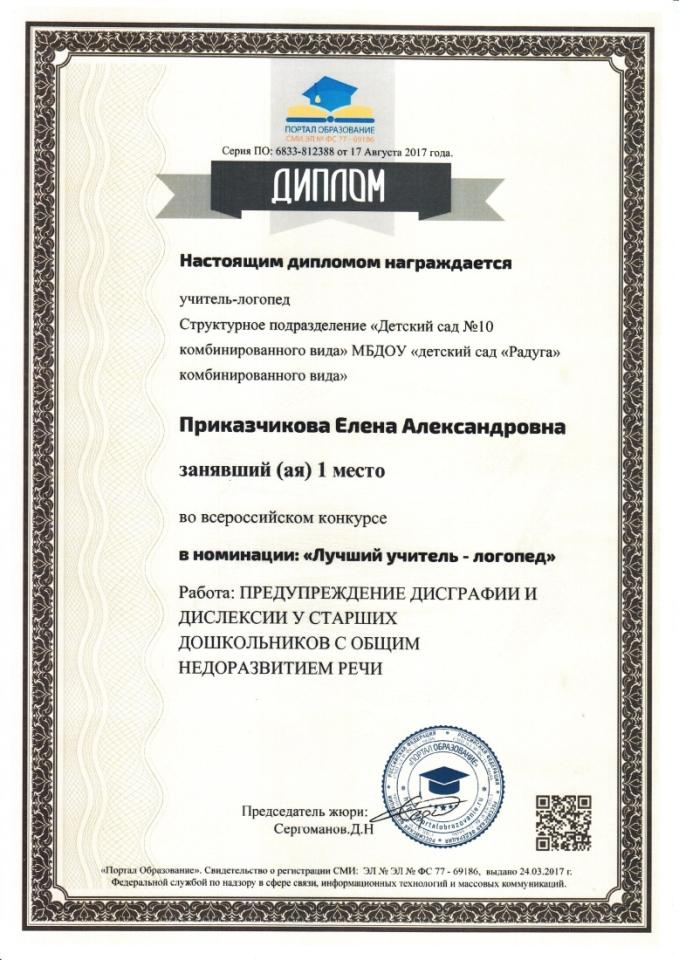 ПОРТАЛ ОБРАЗОВАНИЕ
СМИ ЭЛ № ФС 77 - 69186
Серия ПО: 6833-812388 от 17 Августа 2017 года.
ДИПЛОМ
Настоящим дипломом награждается
учитель-логопед
Структурное подразделение «Детский сад №10
комбинированного вида» МБДОУ «детский сад «Радуга»
комбинированного вида»
Приказчикова Елена Александровна
занявший (ая) 1 место
во всероссийском конкурсе
в номинации: «Лучший учитель - логопед»
Работа: ПРЕДУПРЕЖДЕНИЕ ДИСГРАФИИ И
ДИСЛЕКСИИ У СТАРШИХ
ДОШКОЛЬНИКОВ С ОБЩИМ
НЕДОРАЗВИТИЕМ РЕЧИ
РОССИЙСКАЯ ФЕДЕРАЦИЯ * РОССИЙСКАЯ ФЕДЕРАЦИЯ
«ПОРТАЛ ОБРАЗОВАНИЕ»
portalobrazovanie.ru
Председатель жюри:
Сергоманов.Д.Н
«Портал Образование». Свидетельство о регистрации СМИ: ЭЛ № ЭЛ № ФС 77 - 69186, выдано 24.03.2017 г.
Федеральной службой по надзору в сфере связи, информационных технологий и массовых коммуникаций.